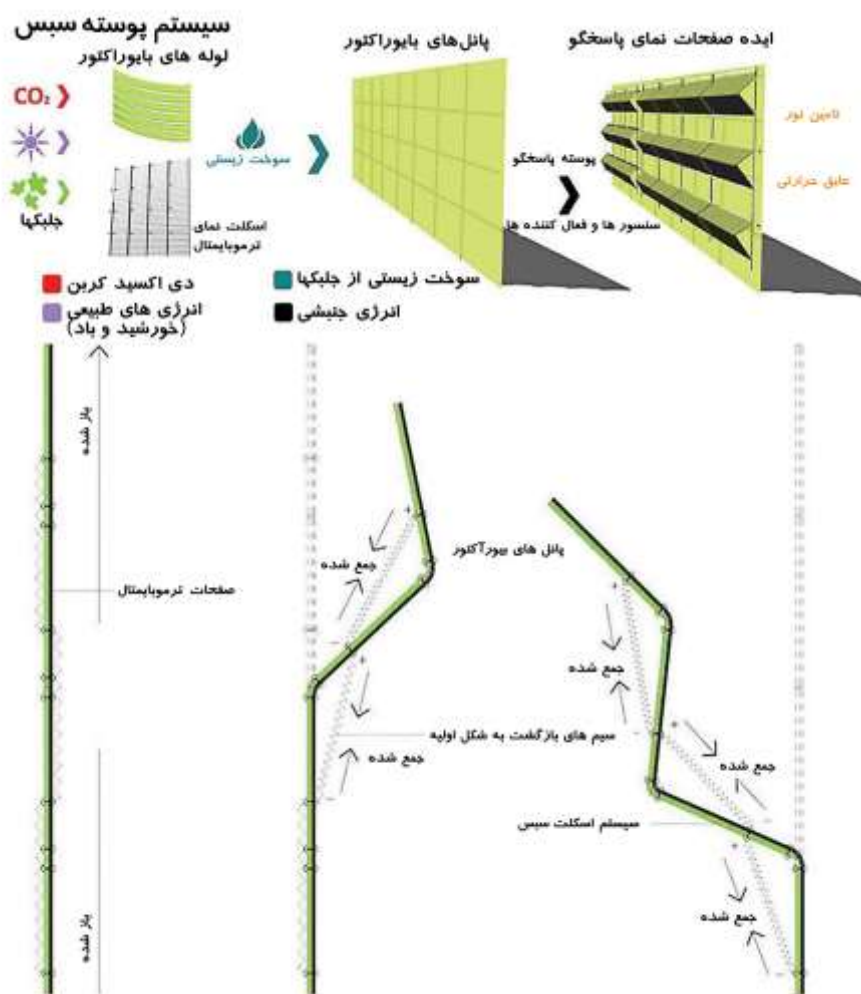 سیستم پوسته سبس
لوله های بایوراکتور
پانل‌های بایوراکتور
ایده صفحات نمای پاسخگو
CO₂
سوخت زیستی
جلبکها
اسکلت نمای
ترموبایمتال
پوسته پاسخگو
سنسور ها و فعال کننده ها
تامین نور
عایق حرارتی
دی اکسید کربن
سوخت زیستی از جلبکها
انرژی های طبیعی
(خورشید و باد)
انرژی جنبشی
باز شده
صفحات ترموبایمتال
باز شده
جمع شده
پانل های بیورآکتور
سیم های بازگشت به شکل اولیه
جمع شده
جمع شده
جمع شده
سیستم اسکلت سبس
جمع شده